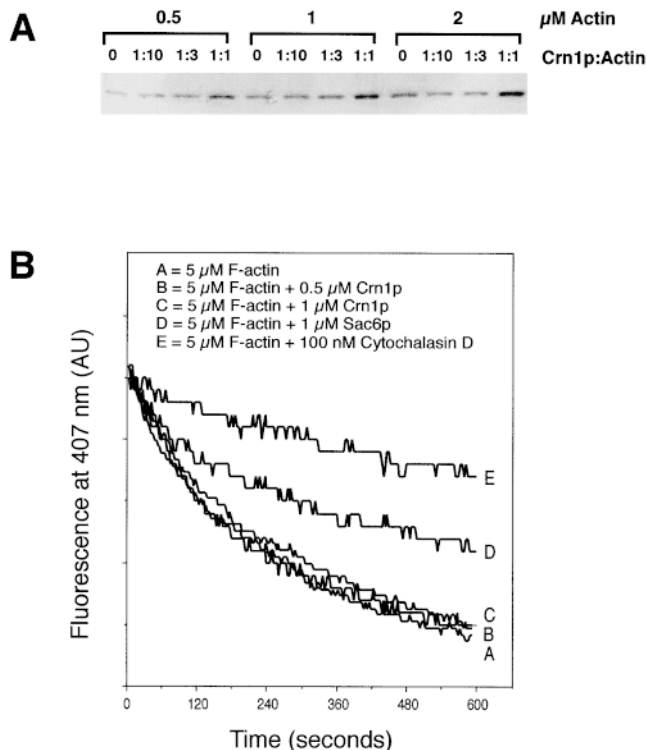 A
0.5 1 2 µM Actin
0 1:10 1:3 1:1 0 1:10 1:3 1:1 0 1:10 1:3 1:1 Crn1p:Actin
B
A = 5 µM F-actin
B = 5 µM F-actin + 0.5 µM Crn1p
C = 5 µM F-actin + 1 µM Crn1p
D = 5 µM F-actin + 1 µM Sac6p
E = 5 µM F-actin + 100 nM Cytochalasin D
Fluorescence at 407 nm (AU)
E
D
C
B
A
0 120 240 360 480 600
Time (seconds)